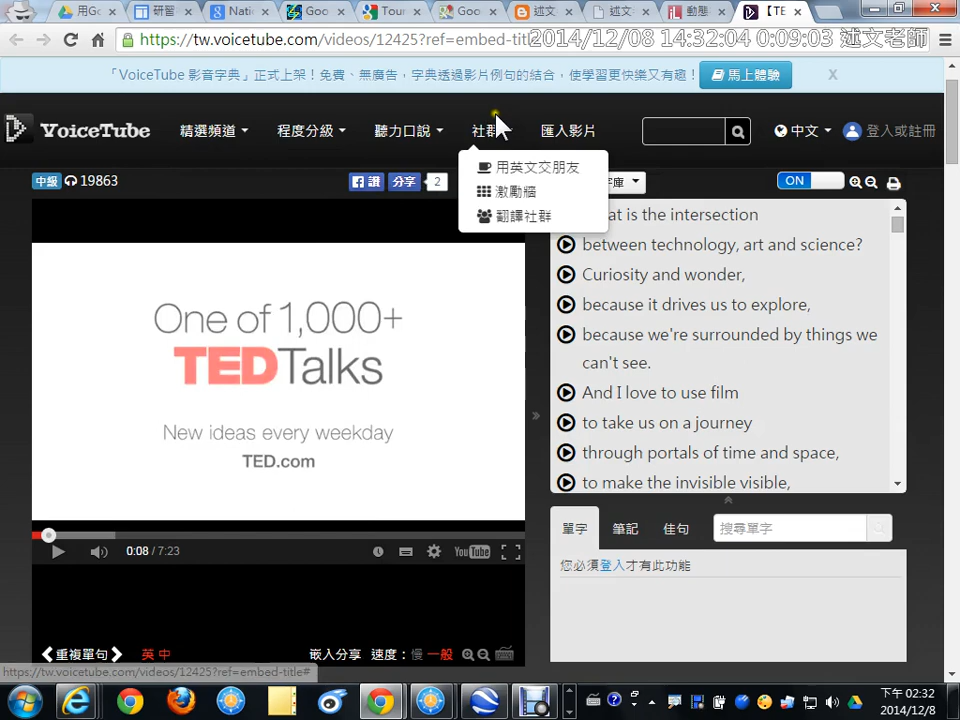 用G
研習
Nati
Goo
Tour
Goo
述文
述文
動態
【TE
https://tw.voicetube.com/videos/12425?ref=embed-title
2014/12/08 14:32:04 0:09:03 述文老師
「VoiceTube 影音字典」正式上架！免費、無廣告，字典透過影片例句的結合，使學習更快樂又有趣！
馬上體驗
X
VoiceTube
精選頻道
程度分級
聽力口說
社群
匯入影片
中文
登入或註冊
用英文交朋友
激勵牆
翻譯社群
中級
19863
讚
分享
2
字庫
ON
at is the intersection
between technology, art and science?
Curiosity and wonder,
because it drives us to explore,
because we're surrounded by things we
can't see.
And I love to use film
to take us on a journey
through portals of time and space,
to make the invisible visible,
One of 1,000+
TEDTalks
New ideas every weekday
TED.com
0:08 / 7:23
YouTube
單字
筆記
佳句
搜尋單字
您必須登入才有此功能
重複單句
英 中
嵌入分享
速度：慢 一般
https://tw.voicetube.com/videos/12425?ref=embed-title#
下午 02:32
2014/12/8